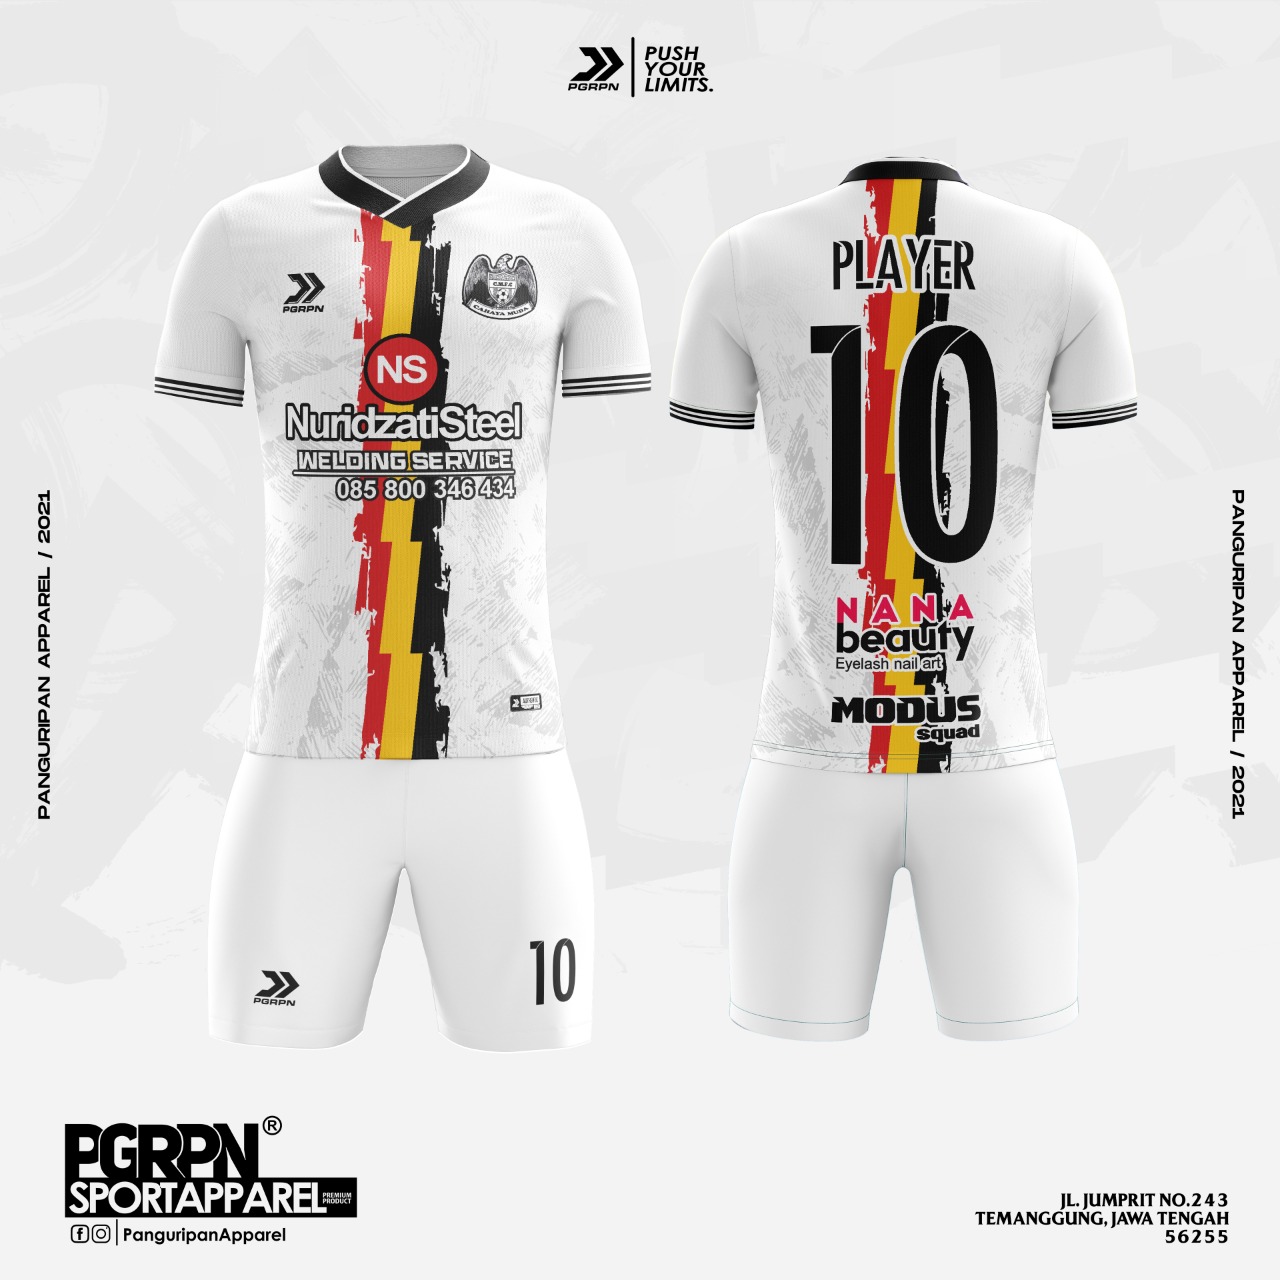 PGRPN
PUSH
YOUR
LIMITS.
PGRPN
C.M.F.C
CAHAYA MUDA
NS
NuridzatiSteel
WELDING SERVICE
085 800 346 434
PGRPN
10
PLAYER
10
NANA
beauty
Eyelash nail art
MODUS
squad
PANGURIPAN APPAREL / 2021
PANGURIPAN APPAREL / 2021
PGRPN®
SPORTAPPAREL PREMIUM PRODUCT
PanguripanApparel
JL. JUMPRIT NO.243
TEMANGGUNG, JAWA TENGAH
56255